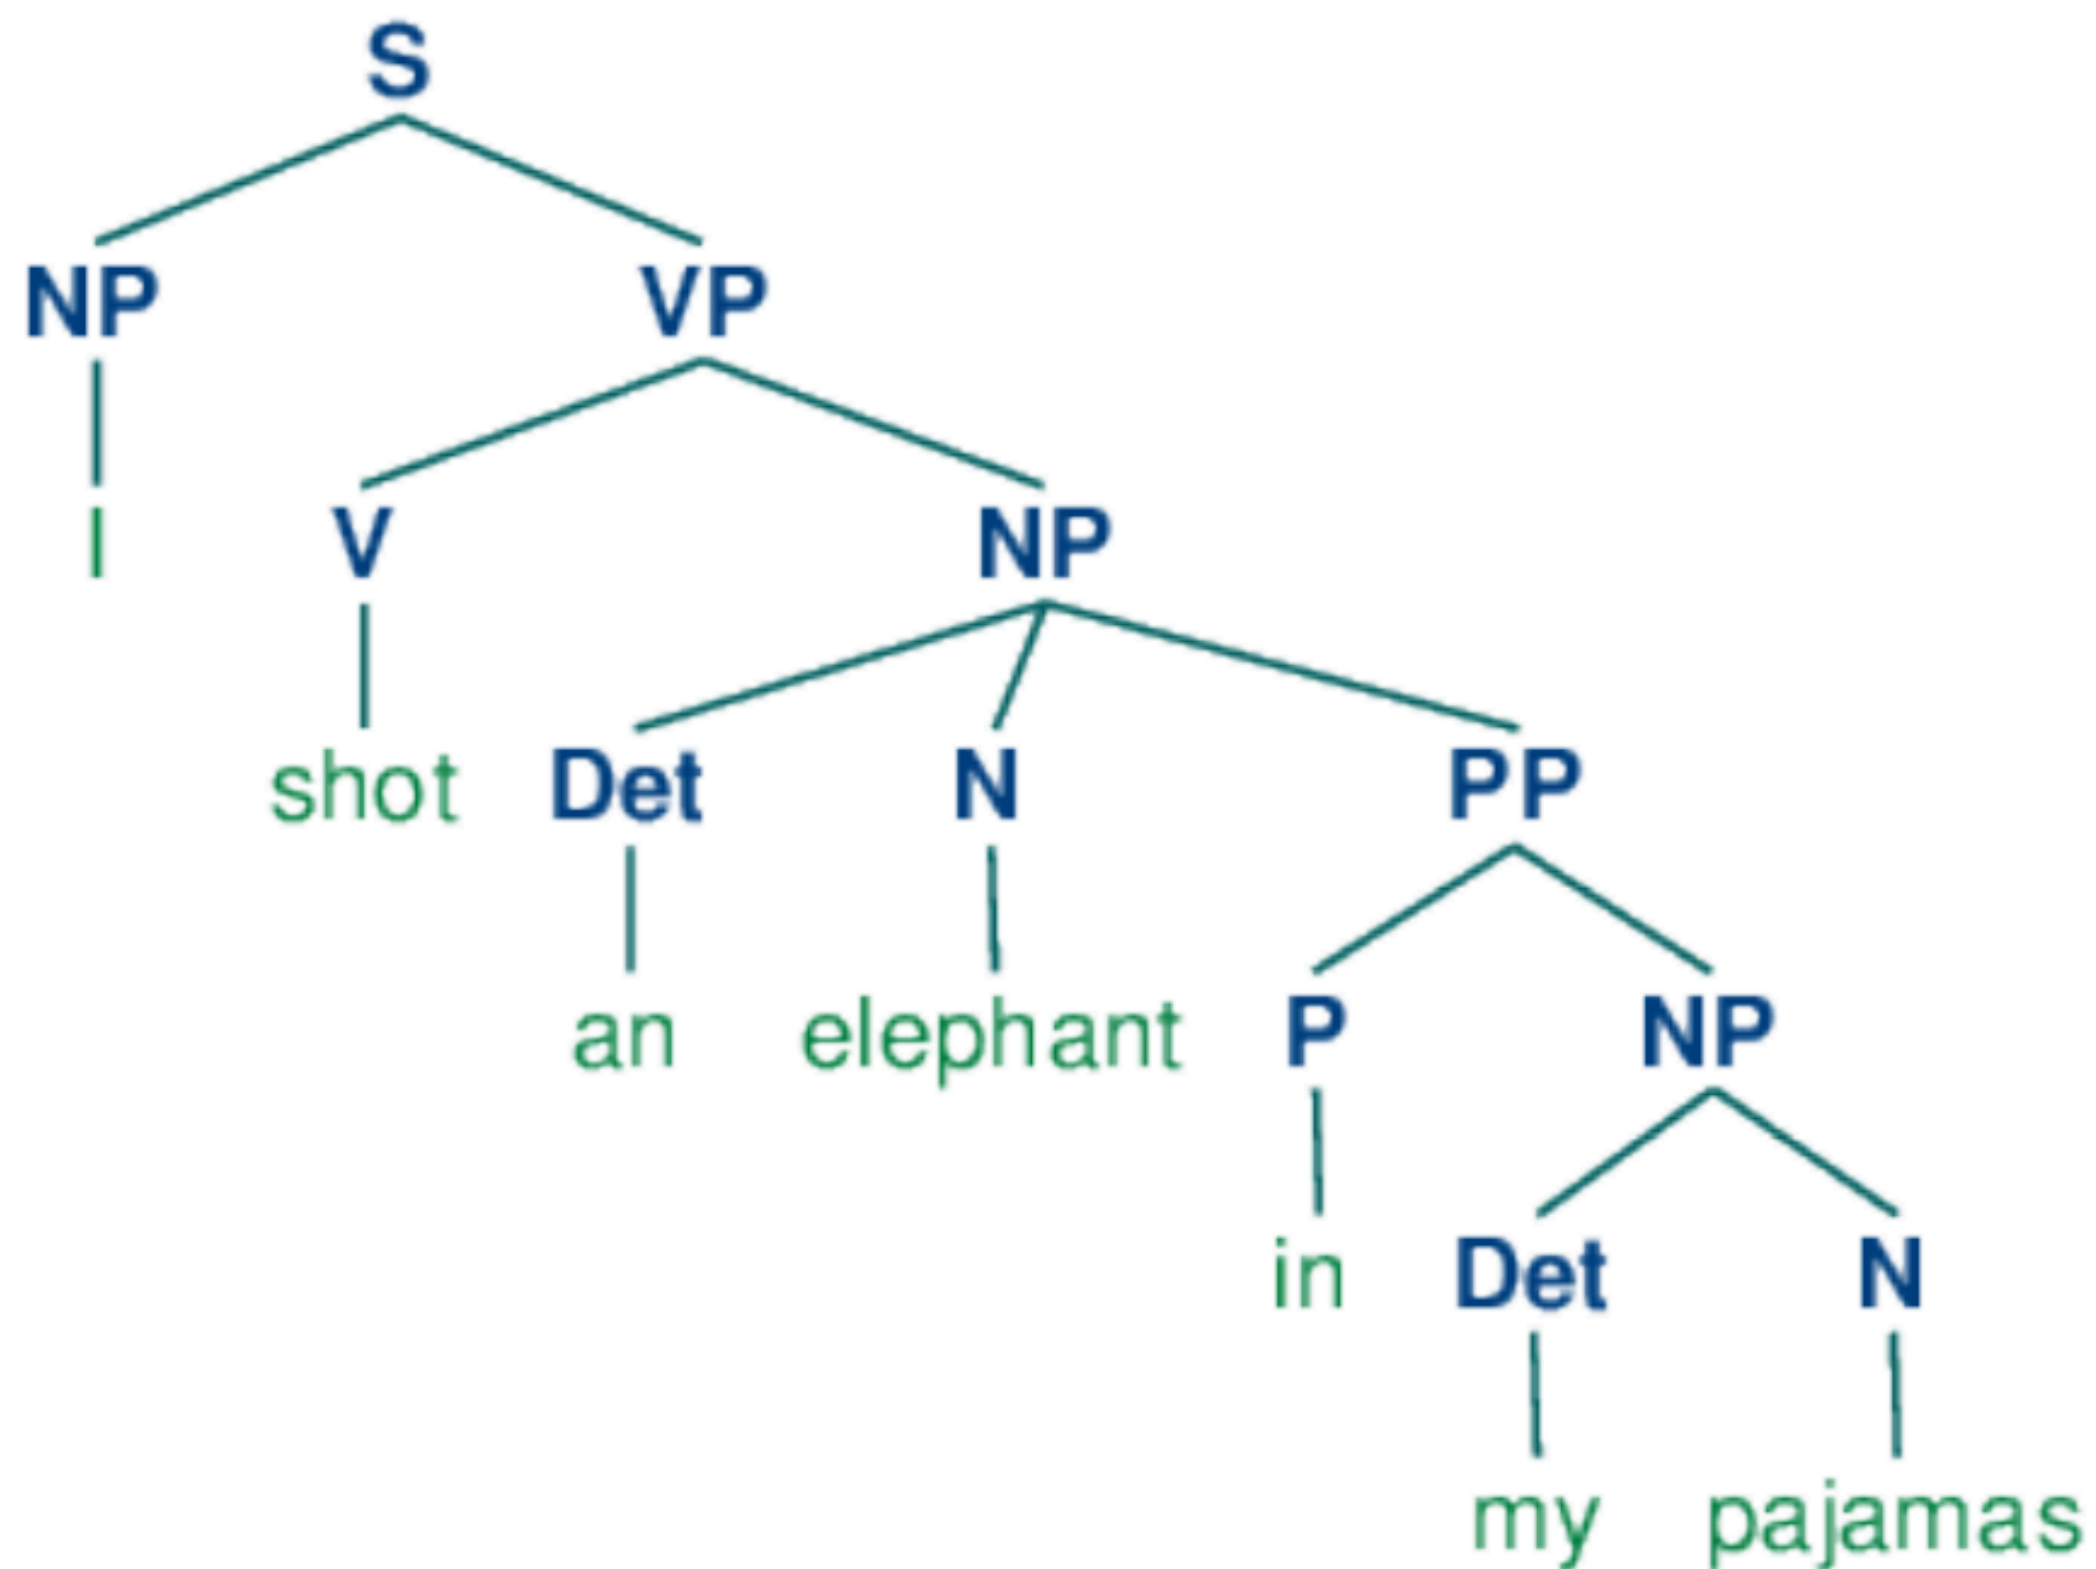 S
NP VP
I V NP
shot Det N PP
an elephant P NP
in Det N
my pajamas